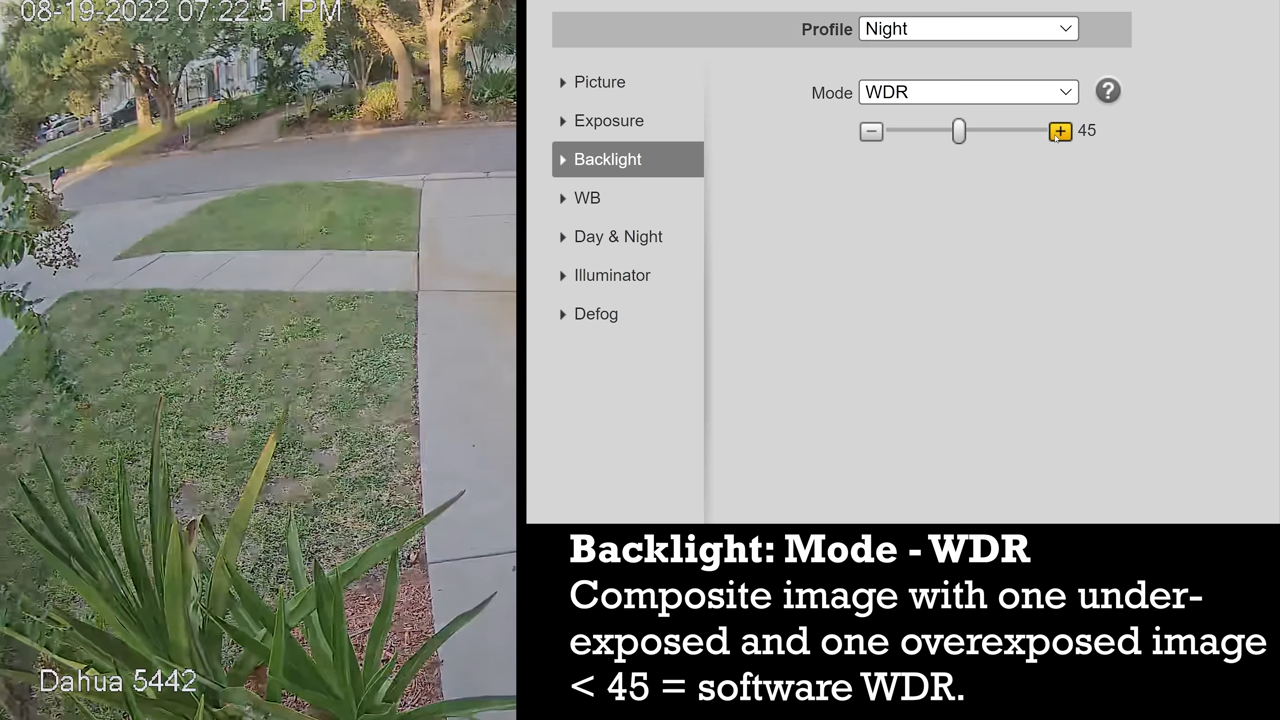 08-19-2022 07:22:51 PM
Profile Night
Picture
Mode WDR
Exposure
45
Backlight
WB
Day & Night
Illuminator
Defog
Dahua 5442
Backlight: Mode - WDR
Composite image with one under-
exposed and one overexposed image
< 45 = software WDR.